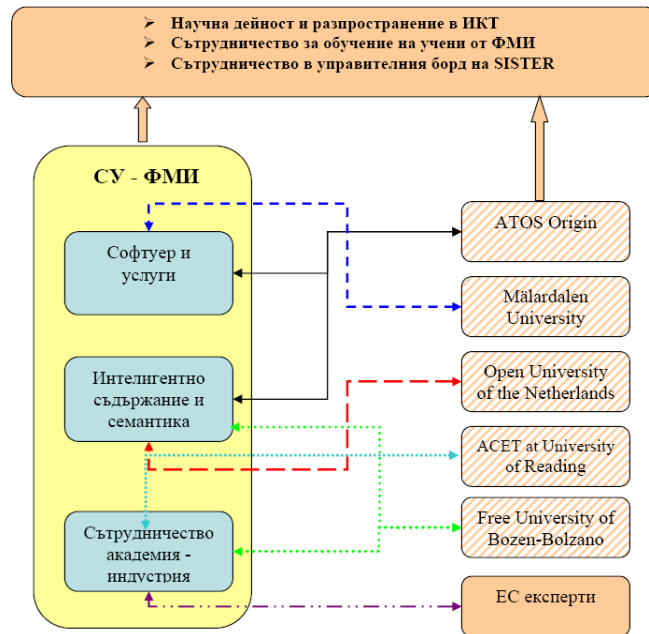 Научна дейност и разпространение в ИКТ
Сътрудничество за обучение на учени от ФМИ
Сътрудничество в управителния борд на SISTER
СУ - ФМИ
Софтуер и
услуги
Интелигентно
съдържание и
семантика
Сътрудничество
академия -
индустрия
ATOS Origin
Mälardalen
University
Open University
of the Netherlands
ACET at University
of Reading
Free University of
Bozen-Bolzano
ЕС експерти